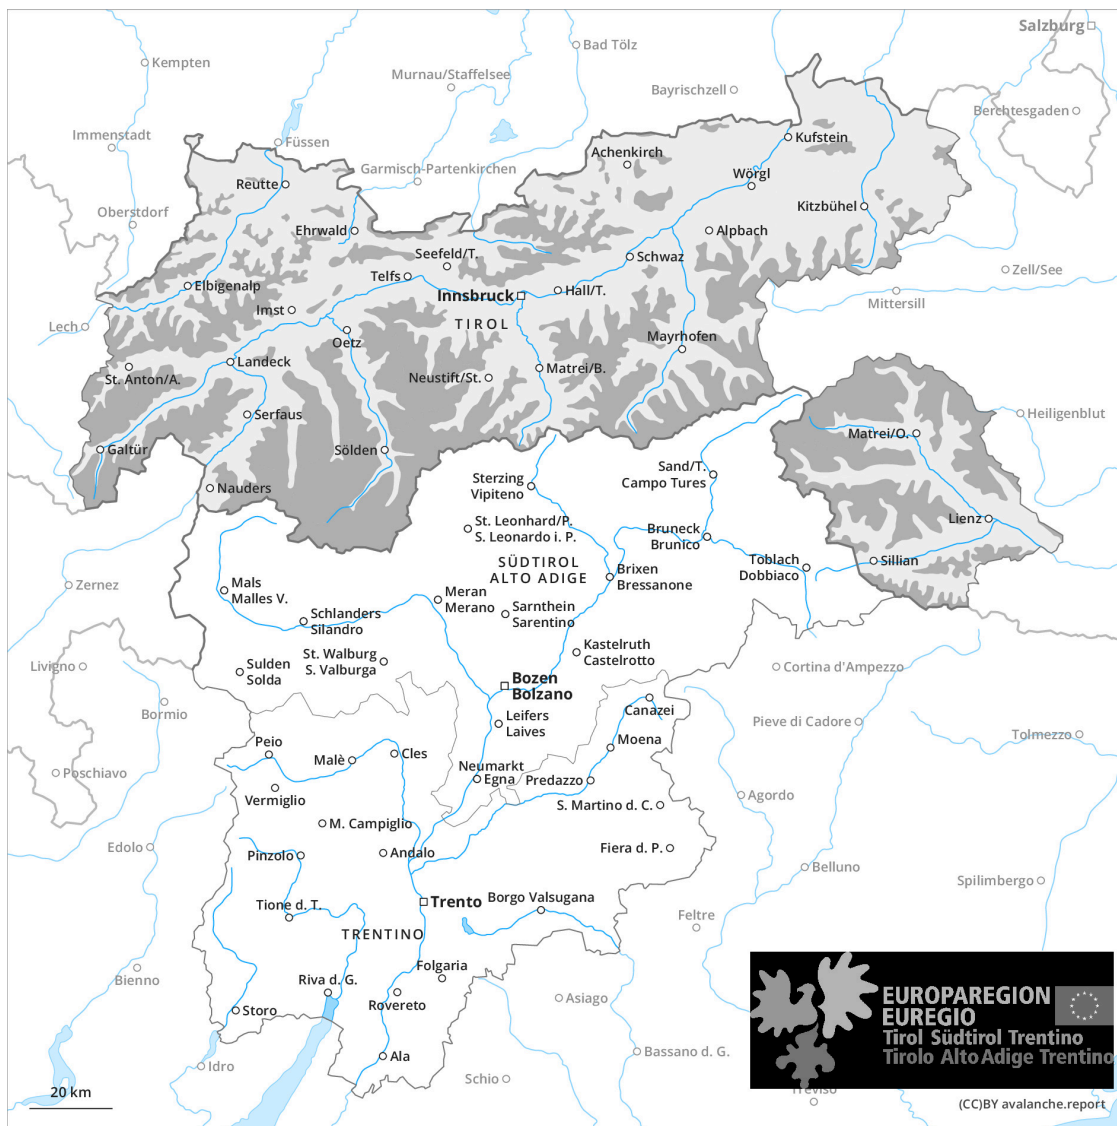 Salzburg
Bad Tölz
Kempten
Murnau/Staffelsee
Bayrischzell
Berchtesgaden
Immenstadt
Füssen
Kufstein
Achenkirch
Garmisch-Partenkirchen
Wörgl
Reutte
Oberstdorf
Kitzbühel
Ehrwald
Alpbach
Seefeld/T.
Schwaz
Zell/See
Telfs
Elbigenalp
Hall/T.
Innsbruck
Mittersill
Imst
TIROL
Lech
Oetz
Mayrhofen
Landeck
Matrei/B.
St. Anton/A.
Neustift/St.
Serfaus
Heiligenblut
Matrei/O.
Galtür
Sölden
Sand/T.
Campo Tures
Sterzing
Vipiteno
Nauders
Lienz
St. Leonhard/P.
S. Leonardo i. P.
Bruneck
Brunico
SÜDTIROL
ALTO ADIGE
Toblach
Dobbiaco
Sillian
Brixen
Bressanone
Zernez
Mals
Malles V.
Meran
Merano
Sarnthein
Sarentino
Schlanders
Silandro
Kastelruth
Castelrotto
St. Walburg
S. Valburga
Livigno
Sulden
Solda
Cortina d'Ampezzo
Bozen
Bolzano
Bormio
Canazei
Leifers
Laives
Pieve di Cadore
Tolmezzo
Peio
Moena
Cles
Malè
Neumarkt
Egna
Poschiavo
Predazzo
Vermiglio
Agordo
S. Martino d. C.
M. Campiglio
Edolo
Pinzolo
Andalo
Fiera d. P.
Belluno
Spilimbergo
Tione d. T.
Trento
Borgo Valsugana
Feltre
TRENTINO
Bienno
Folgaria
Riva d. G.
Rovereto
Asiago
Storo
EUROPAREGION
EUREGIO
Tirol Südtirol Trentino
Tirolo Alto Adige Trentino
Ala
Bassano d. G.
Idro
Schio
Treviso
20 km
(CC)BY avalanche.report